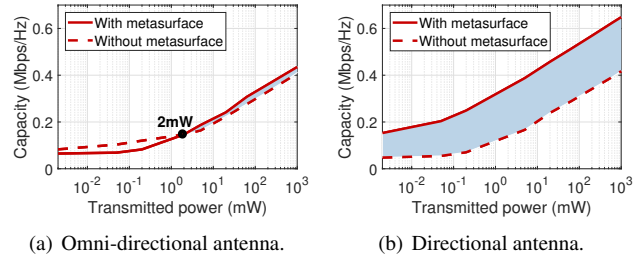 With metasurface
Without metasurface
2mW
Capacity (Mbps/Hz)
0.6
0.4
0.2
0
10^-2
10^-1
10^0
10^1
10^2
10^3
Transmitted power (mW)
(a) Omni-directional antenna.
With metasurface
Without metasurface
Capacity (Mbps/Hz)
0.6
0.4
0.2
0
10^-2
10^-1
10^0
10^1
10^2
10^3
Transmitted power (mW)
(b) Directional antenna.